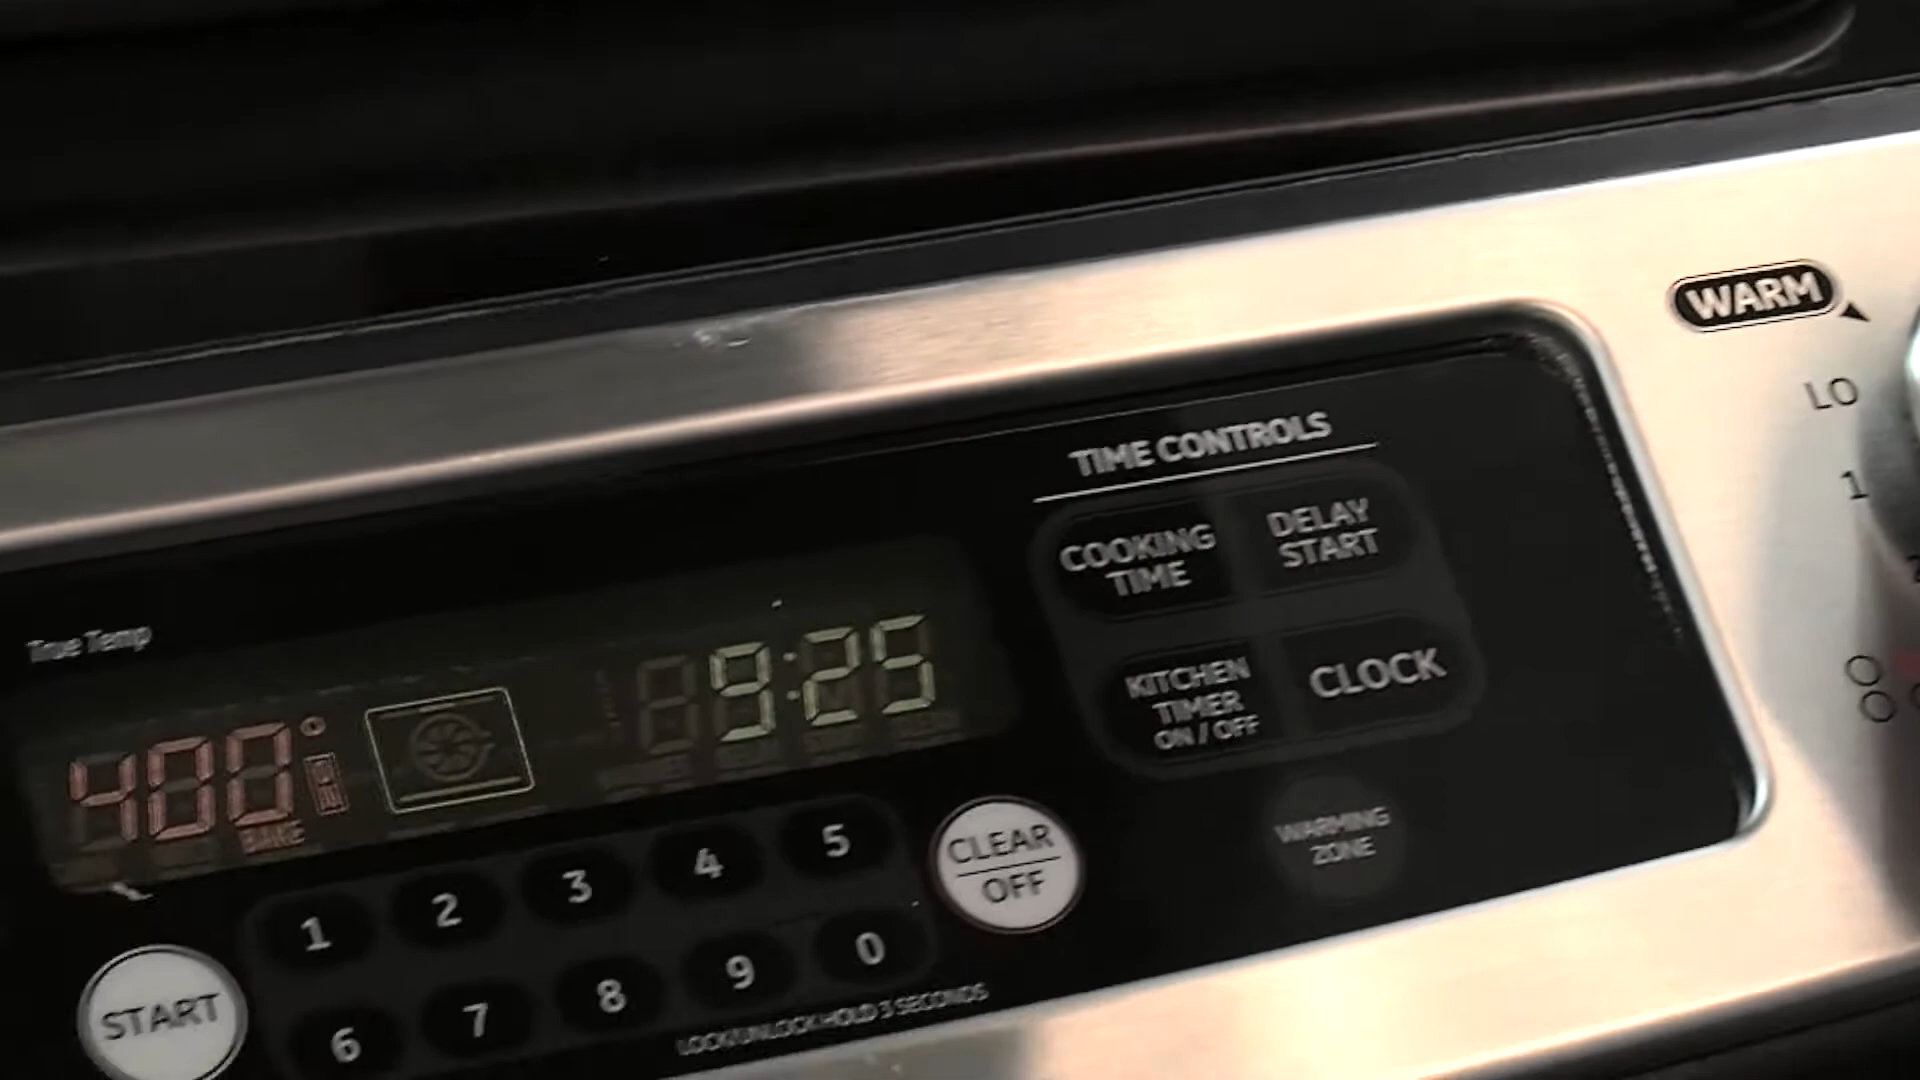 WARM
LO
1
TIME CONTROLS
COOKING TIME
DELAY START
True Temp
400°
BAKE
9:25
KITCHEN TIMER ON / OFF
CLOCK
CLEAR
OFF
WARMING ZONE
1 2 3 4 5
START
6 7 8 9 0
LOCK/UNLOCK HOLD 3 SECONDS